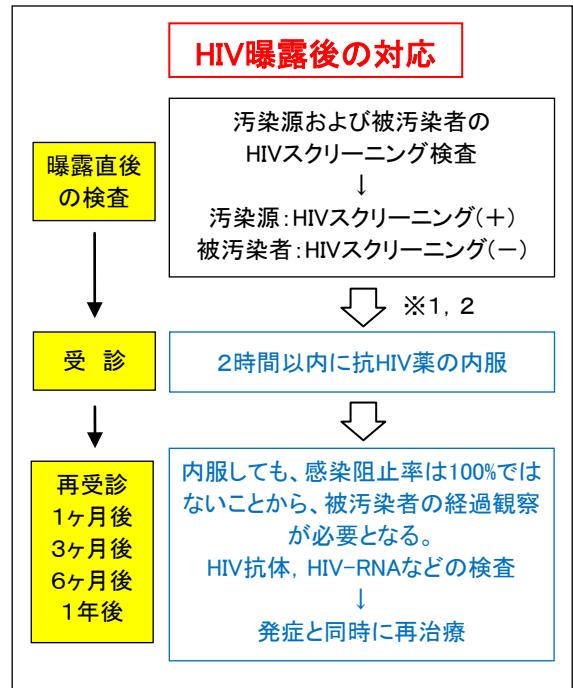 HIV曝露後の対応
曝露直後
の検査
汚染源および被汚染者の
HIVスクリーニング検査
↓
汚染源:HIVスクリーニング(+)
被汚染者:HIVスクリーニング(-)
※1,2
受 診
2時間以内に抗HIV薬の内服
再受診
1ヶ月後
3ヶ月後
6ヶ月後
1年後
内服しても、感染阻止率は100%では
ないことから、被汚染者の経過観察
が必要となる。
HIV抗体,HIV-RNAなどの検査
↓
発症と同時に再治療